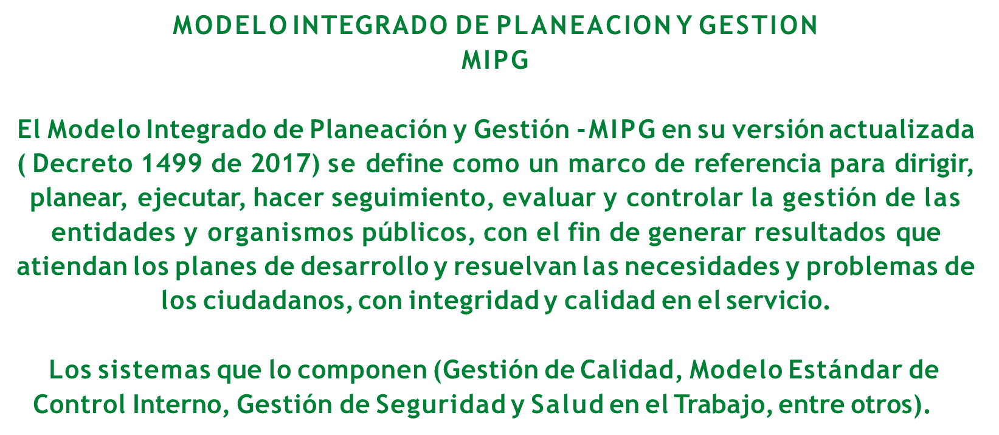 MODELO INTEGRADO DE PLANEACION Y GESTION
MIPG
El Modelo Integrado de Planeación y Gestión -MIPG en su versión actualizada
( Decreto 1499 de 2017) se define como un marco de referencia para dirigir,
planear, ejecutar, hacer seguimiento, evaluar y controlar la gestión de las
entidades y organismos públicos, con el fin de generar resultados que
atiendan los planes de desarrollo y resuelvan las necesidades y problemas de
los ciudadanos, con integridad y calidad en el servicio.
Los sistemas que lo componen (Gestión de Calidad, Modelo Estándar de
Control Interno, Gestión de Seguridad y Salud en el Trabajo, entre otros).